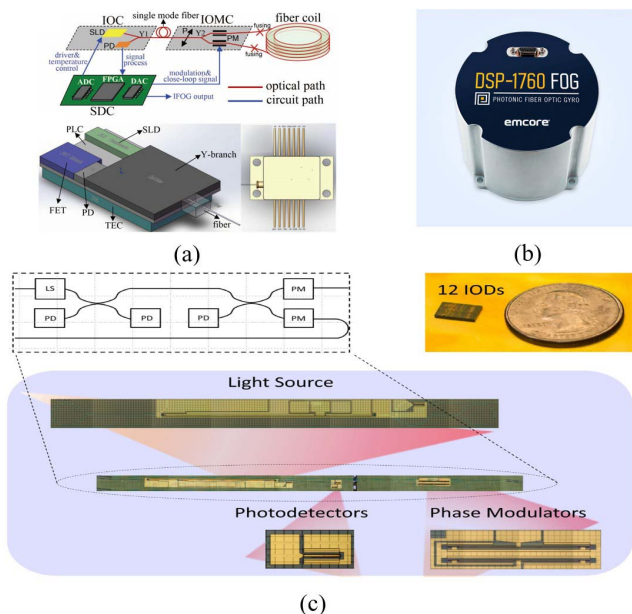 IOC
single mode fiber
IOMC
fiber coil
SLD
PD
Y1
P
Y2
PM
fusing
fusing
driver&
temperature
control
signal
process
modulation&
close-loop signal
ADC
FPGA
DAC
SDC
IFOG output
optical path
circuit path
PLC
SLD
Y-branch
FET
PD
TEC
fiber
(a)
DSP-1760 FOG
PHOTONIC FIBER OPTIC GYRO
emcore
(b)
LS
PM
PD
PD
PD
PM
12 IODs
Light Source
Photodetectors
Phase Modulators
(c)